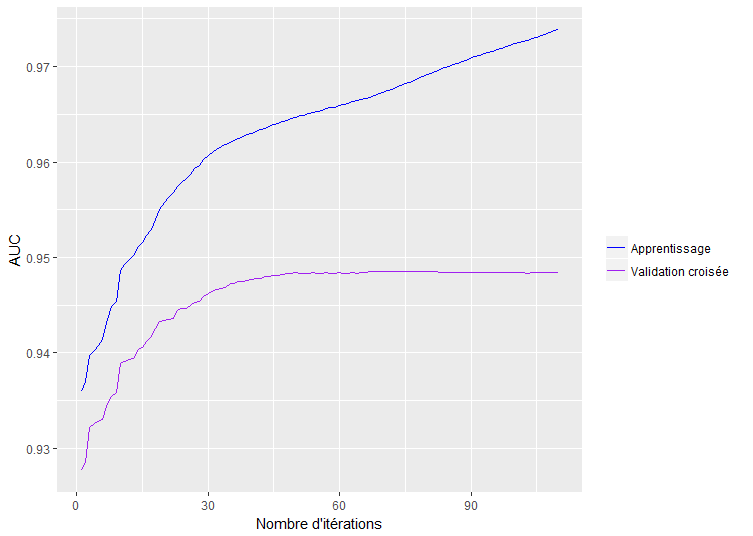 0.97
0.96
0.95
0.94
0.93
AUC
0
30
60
90
Nombre d'itérations
Apprentissage
Validation croisée